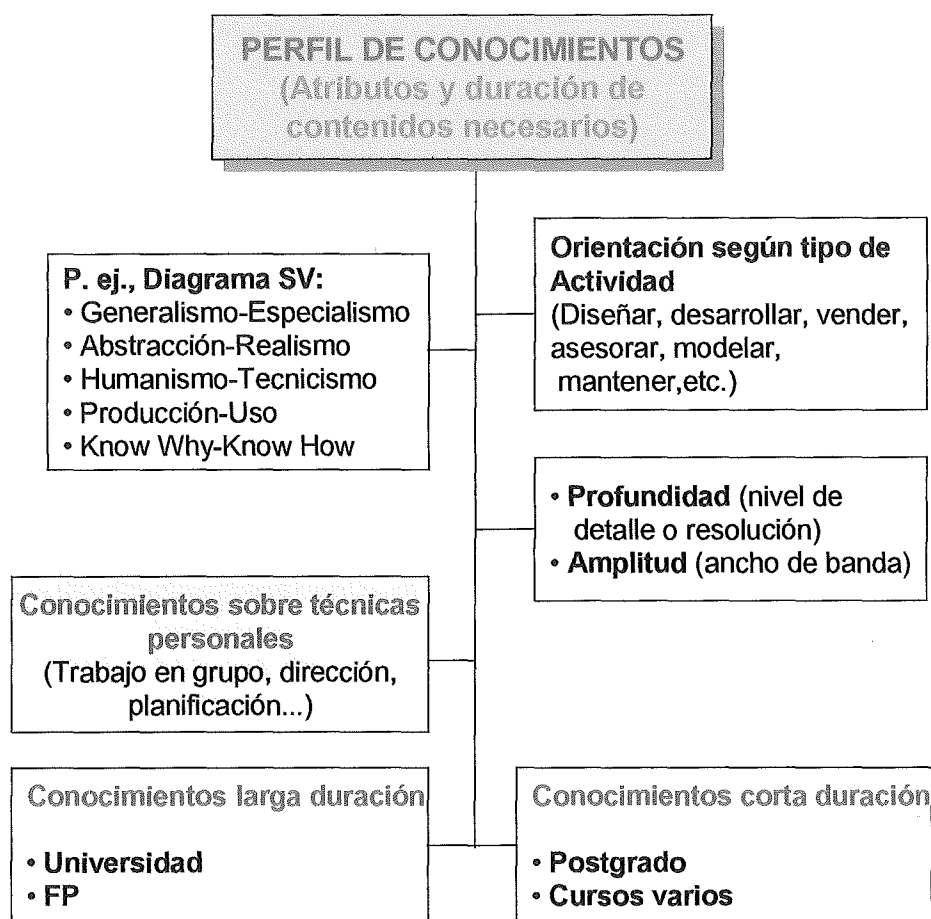 PERFIL DE CONOCIMIENTOS
(Atributos y duración de
contenidos necesarios)
P. ej., Diagrama SV:
• Generalismo-Especialismo
• Abstracción-Realismo
• Humanismo-Tecnicismo
• Producción-Uso
• Know Why-Know How
Orientación según tipo de
Actividad
(Diseñar, desarrollar, vender,
asesorar, modelar,
mantener,etc.)
• Profundidad (nivel de
detalle o resolución)
• Amplitud (ancho de banda)
Conocimientos sobre técnicas
personales
(Trabajo en grupo, dirección,
planificación...)
Conocimientos larga duración
• Universidad
• FP
Conocimientos corta duración
• Postgrado
• Cursos varios